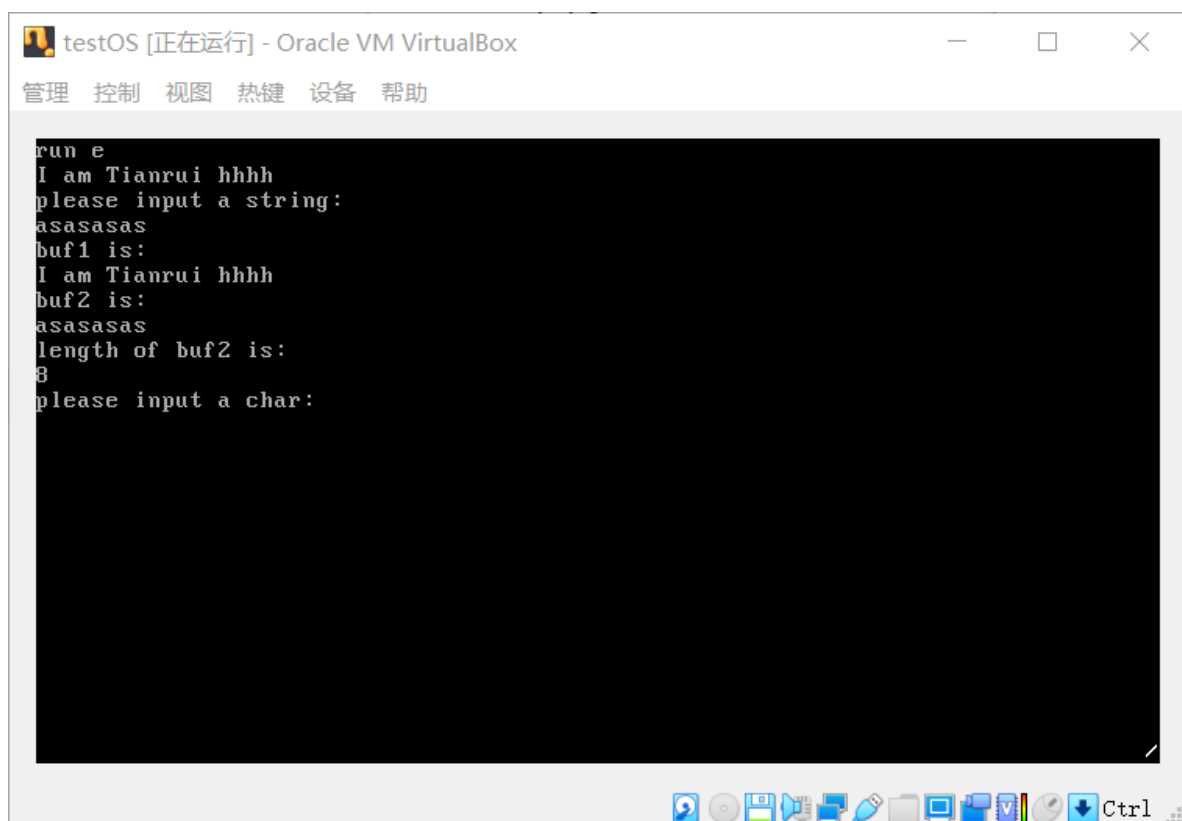 testOS [正在运行] - Oracle VM VirtualBox
管理 控制 视图 热键 设备 帮助
run e
I am Tianrui hhhh
please input a string:
asasasas
buf1 is:
I am Tianrui hhhh
buf2 is:
asasasas
length of buf2 is:
8
please input a char:
/
Ctrl